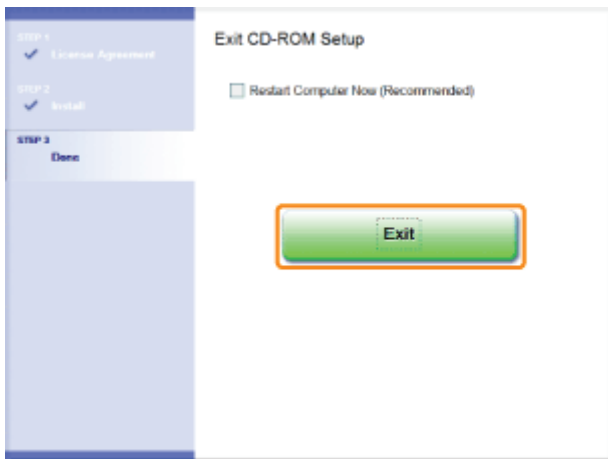 STEP 1
License Agreement
STEP 2
Install
STEP 3
Done
Exit CD-ROM Setup
Restart Computer Now (Recommended)
Exit